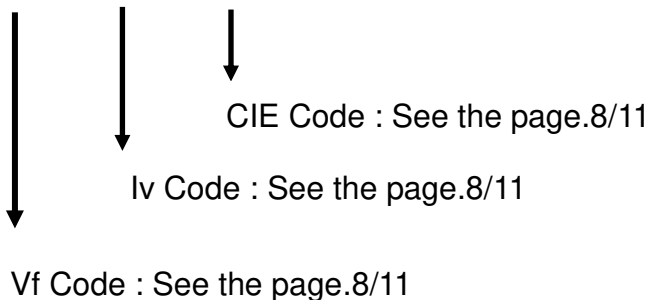 CIE Code : See the page.8/11
Iv Code : See the page.8/11
Vf Code : See the page.8/11